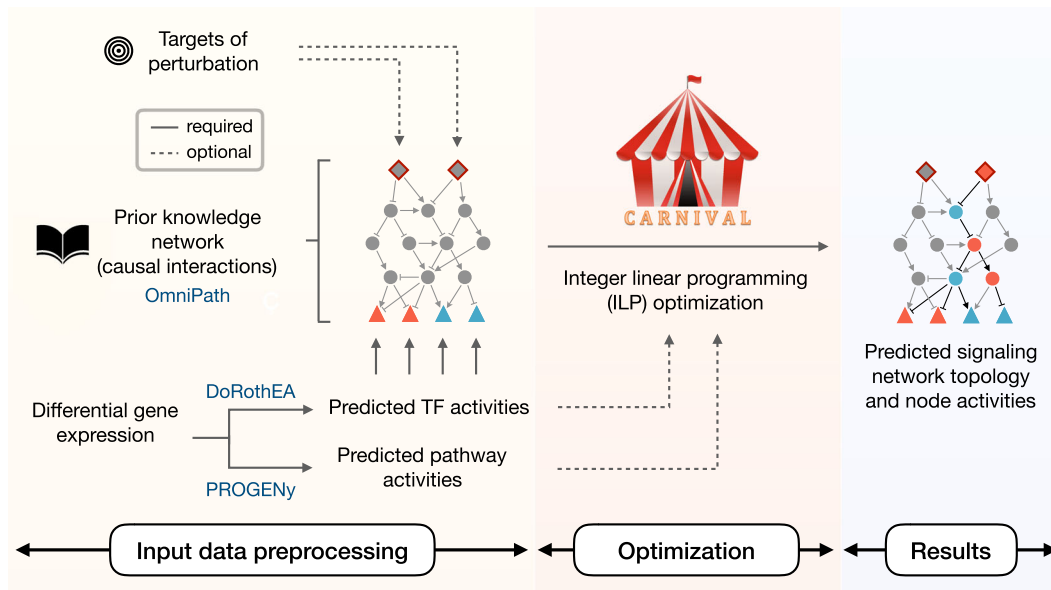 Targets of
perturbation
required
optional
Prior knowledge
network
(causal interactions)
OmniPath
DoRothEA
Differential gene
expression
PROGENy
Predicted TF activities
Predicted pathway
activities
CARNIVAL
Integer linear programming
(ILP) optimization
Predicted signaling
network topology
and node activities
Input data preprocessing
Optimization
Results